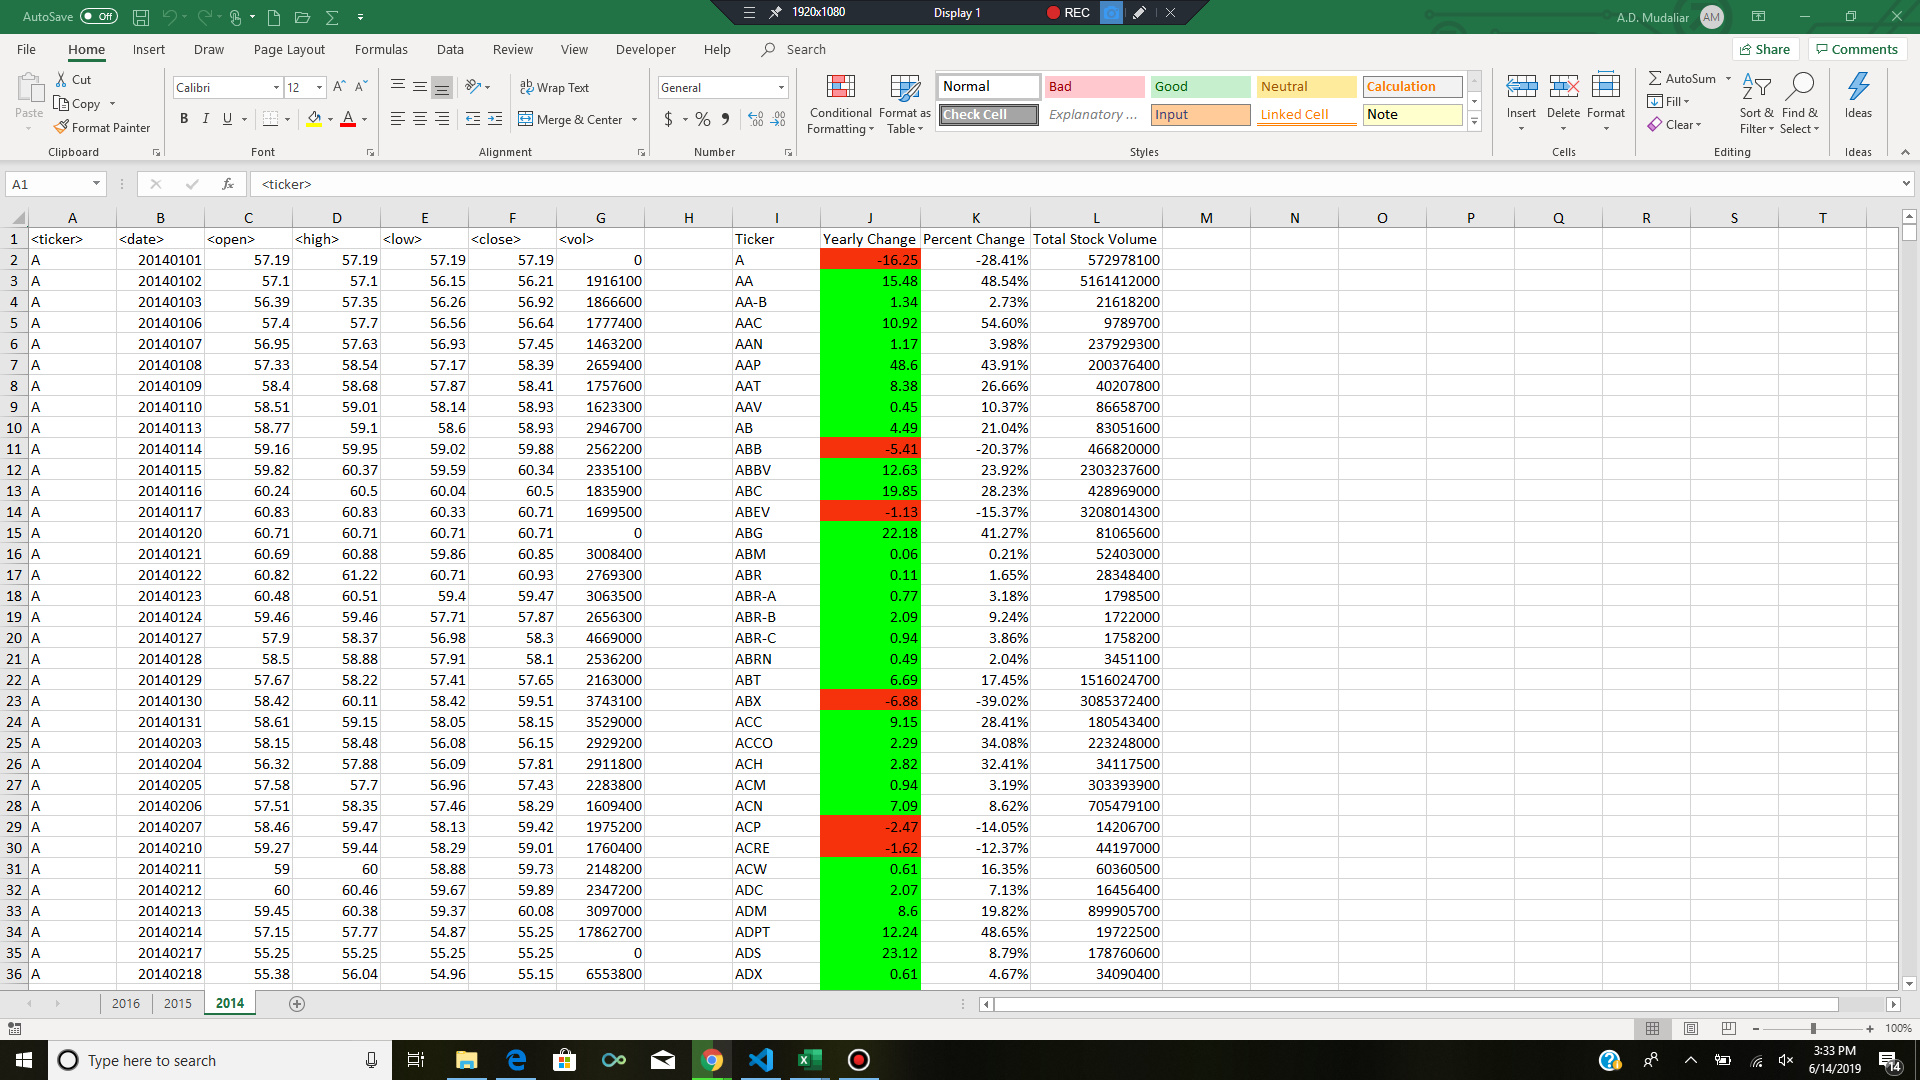 AutoSave Off 1920x1080 Display 1 REC A.D. Mudaliar AM
File Home Insert Draw Page Layout Formulas Data Review View Developer Help Search Share Comments
Paste Cut Copy Format Painter Clipboard
Calibri 12 B I U A Font
Wrap Text Merge & Center Alignment
General $ % Number
Conditional Formatting Format as Table Normal Bad Good Neutral Calculation
Check Cell Explanatory ... Input Linked Cell Note Styles
Insert Delete Format Cells
AutoSum Fill Clear Sort & Filter Find & Select Editing
Ideas Ideas
A1 fx <ticker>
A B C D E F G H I J K L M N O P Q R S T
1 <ticker> <date> <open> <high> <low> <close> <vol> Ticker Yearly Change Percent Change Total Stock Volume
2 A 20140101 57.19 57.19 57.19 57.19 0 A -16.25 -28.41% 572978100
3 A 20140102 57.1 57.1 56.15 56.21 1916100 AA 15.48 48.54% 5161412000
4 A 20140103 56.39 57.35 56.26 56.92 1866600 AA-B 1.34 2.73% 21618200
5 A 20140106 57.4 57.7 56.56 56.64 1777400 AAC 10.92 54.60% 9789700
6 A 20140107 56.95 57.63 56.93 57.45 1463200 AAN 1.17 3.98% 237929300
7 A 20140108 57.33 58.54 57.17 58.39 2659400 AAP 48.6 43.91% 200376400
8 A 20140109 58.4 58.68 57.87 58.41 1757600 AAT 8.38 26.66% 40207800
9 A 20140110 58.51 59.01 58.14 58.93 1623300 AAV 0.45 10.37% 86658700
10 A 20140113 58.77 59.1 58.6 58.93 2946700 AB 4.49 21.04% 83051600
11 A 20140114 59.16 59.95 59.02 59.88 2562200 ABB -5.41 -20.37% 466820000
12 A 20140115 59.82 60.37 59.59 60.34 2335100 ABBV 12.63 23.92% 2303237600
13 A 20140116 60.24 60.5 60.04 60.5 1835900 ABC 19.85 28.23% 428969000
14 A 20140117 60.83 60.83 60.33 60.71 1699500 ABEV -1.13 -15.37% 3208014300
15 A 20140120 60.71 60.71 60.71 60.71 0 ABG 22.18 41.27% 81065600
16 A 20140121 60.69 60.88 59.86 60.85 3008400 ABM 0.06 0.21% 52403000
17 A 20140122 60.82 61.22 60.71 60.93 2769300 ABR 0.11 1.65% 28348400
18 A 20140123 60.48 60.51 59.4 59.47 3063500 ABR-A 0.77 3.18% 1798500
19 A 20140124 59.46 59.46 57.71 57.87 2656300 ABR-B 2.09 9.24% 1722000
20 A 20140127 57.9 58.37 56.98 58.3 4669000 ABR-C 0.94 3.86% 1758200
21 A 20140128 58.5 58.88 57.91 58.1 2536200 ABRN 0.49 2.04% 3451100
22 A 20140129 57.67 58.22 57.41 57.65 2163000 ABT 6.69 17.45% 1516024700
23 A 20140130 58.42 60.11 58.42 59.51 3743100 ABX -6.88 -39.02% 3085372400
24 A 20140131 58.61 59.15 58.05 58.15 3529000 ACC 9.15 28.41% 180543400
25 A 20140203 58.15 58.48 56.08 56.15 2929200 ACCO 2.29 34.08% 223248000
26 A 20140204 56.32 57.88 56.09 57.81 2911800 ACH 2.82 32.41% 34117500
27 A 20140205 57.58 57.7 56.96 57.43 2283800 ACM 0.94 3.19% 303393900
28 A 20140206 57.51 58.35 57.46 58.29 1609400 ACN 7.09 8.62% 705479100
29 A 20140207 58.46 59.47 58.13 59.42 1975200 ACP -2.47 -14.05% 14206700
30 A 20140210 59.27 59.44 58.29 59.01 1760400 ACRE -1.62 -12.37% 44197000
31 A 20140211 59 60 58.88 59.73 2148200 ACW 0.61 16.35% 60360500
32 A 20140212 60 60.46 59.67 59.89 2347200 ADC 2.07 7.13% 16456400
33 A 20140213 59.45 60.38 59.37 60.08 3097000 ADM 8.6 19.82% 899905700
34 A 20140214 57.15 57.77 54.87 55.25 17862700 ADPT 12.24 48.65% 19722500
35 A 20140217 55.25 55.25 55.25 55.25 0 ADS 23.12 8.79% 178760600
36 A 20140218 55.38 56.04 54.96 55.15 6553800 ADX 0.61 4.67% 34090400
2016 2015 2014
100%
Type here to search 3:33 PM
6/14/2019 14